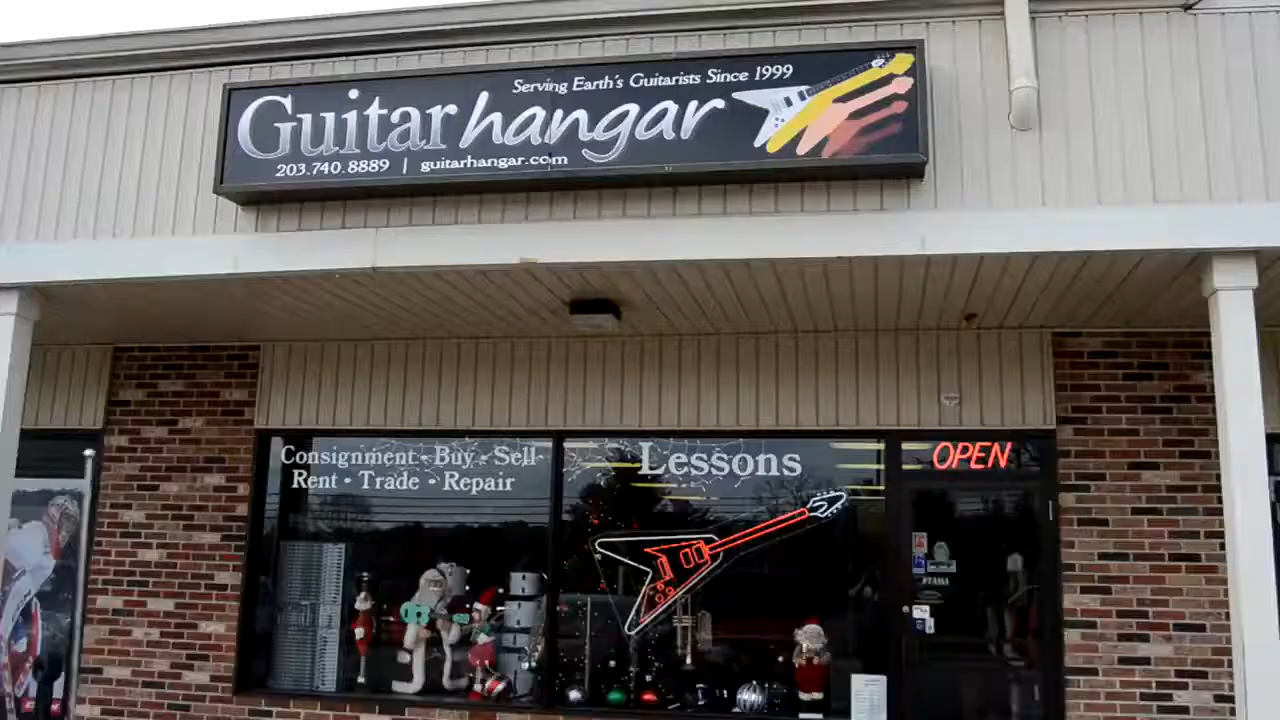 Serving Earth's Guitarists Since 1999
Guitar hangar
203.740.8889 | guitarhangar.com
Consignment · Buy · Sell
Rent · Trade · Repair
Lessons
OPEN
TAMA